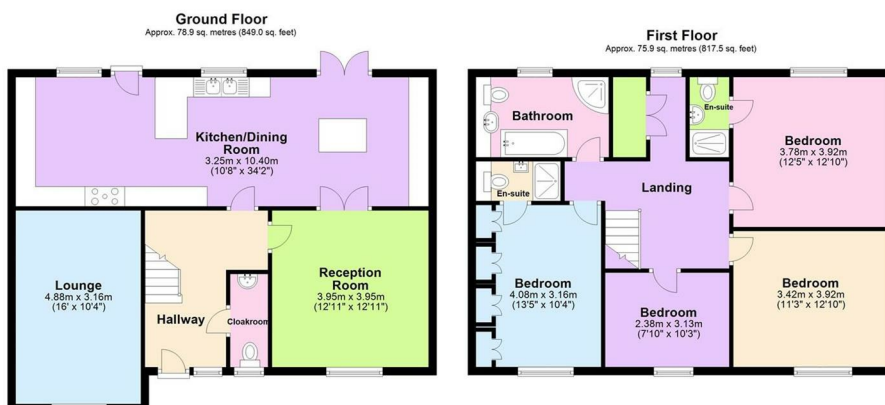 Ground Floor
Approx. 78.9 sq. metres (849.0 sq. feet)
Kitchen/Dining
Room
3.25m x 10.40m
(10'8" x 34'2")
Lounge
4.88m x 3.16m
(16' x 10'4")
Hallway
Cloakroom
Reception
Room
3.95m x 3.95m
(12'11" x 12'11")
First Floor
Approx. 75.9 sq. metres (817.5 sq. feet)
Bathroom
En-suite
Bedroom
3.78m x 3.92m
(12'5" x 12'10")
En-suite
Landing
Bedroom
4.08m x 3.16m
(13'5" x 10'4")
Bedroom
2.38m x 3.13m
(7'10" x 10'3")
Bedroom
3.42m x 3.92m
(11'3" x 12'10")